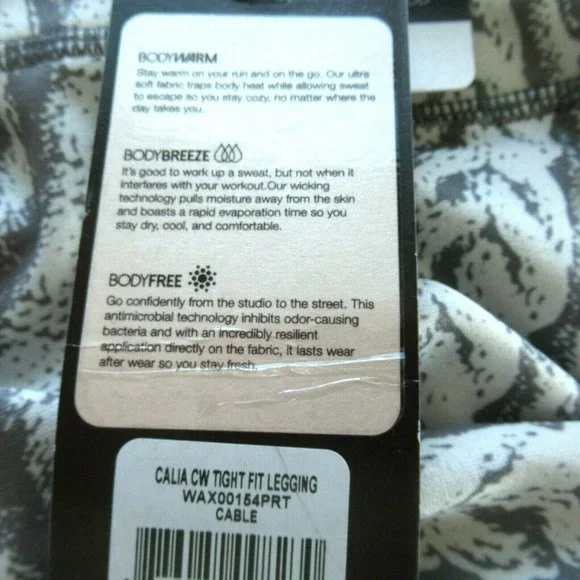 BODYWARM
Stay warm on your run and on the go. Our ultra
soft fabric traps body heat while allowing sweat
to escape so you stay cozy, no matter where the
day takes you.
BODYBREEZE
It's good to work up a sweat, but not when it
interferes with your workout.Our wicking
technology pulls moisture away from the skin
and boasts a rapid evaporation time so you
stay dry, cool, and comfortable.
BODYFREE
Go confidently from the studio to the street. This
antimicrobial technology inhibits odor-causing
bacteria and with an incredibly resilient
application directly on the fabric, it lasts wear
after wear so you stay fresh.
CALIA CW TIGHT FIT LEGGING
WAX00154PRT
CABLE